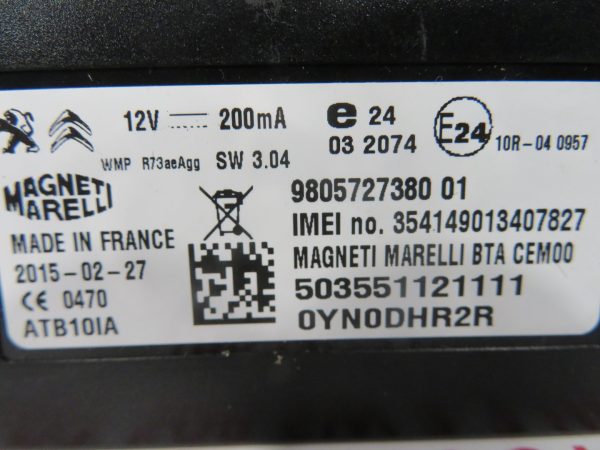 12V 200mA
e 24
03 2074
E24
10R-04 0957
WMP R73aeAgg SW 3.04
MAGNETI
MARELLI
9805727380 01
IMEI no. 354149013407827
MADE IN FRANCE
MAGNETI MARELLI BTA CEM00
2015-02-27
503551121111
CE 0470
ATB10IA
0YN0DHR2R